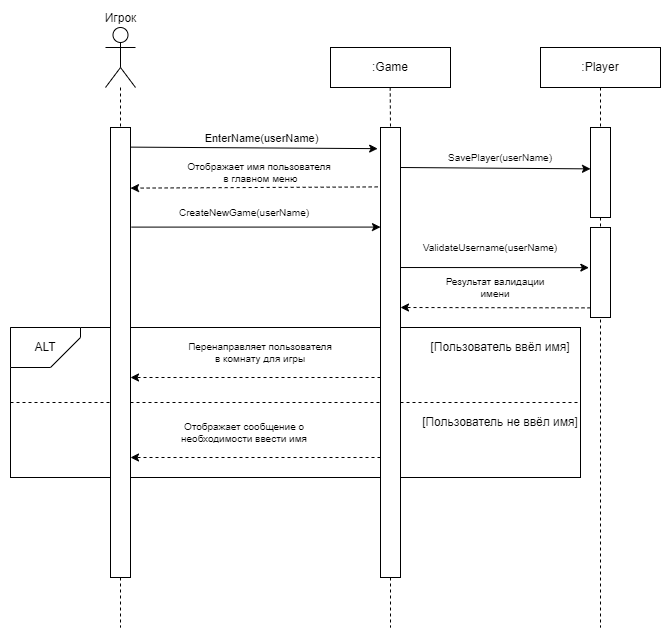 Игрок
:Game
:Player
EnterName(userName)
SavePlayer(userName)
Отображает имя пользователя
в главном меню
CreateNewGame(userName)
ValidateUsername(userName)
Результат валидации
имени
ALT
Перенаправляет пользователя
в комнату для игры
[Пользователь ввёл имя]
[Пользователь не ввёл имя]
Отображает сообщение о
необходимости ввести имя